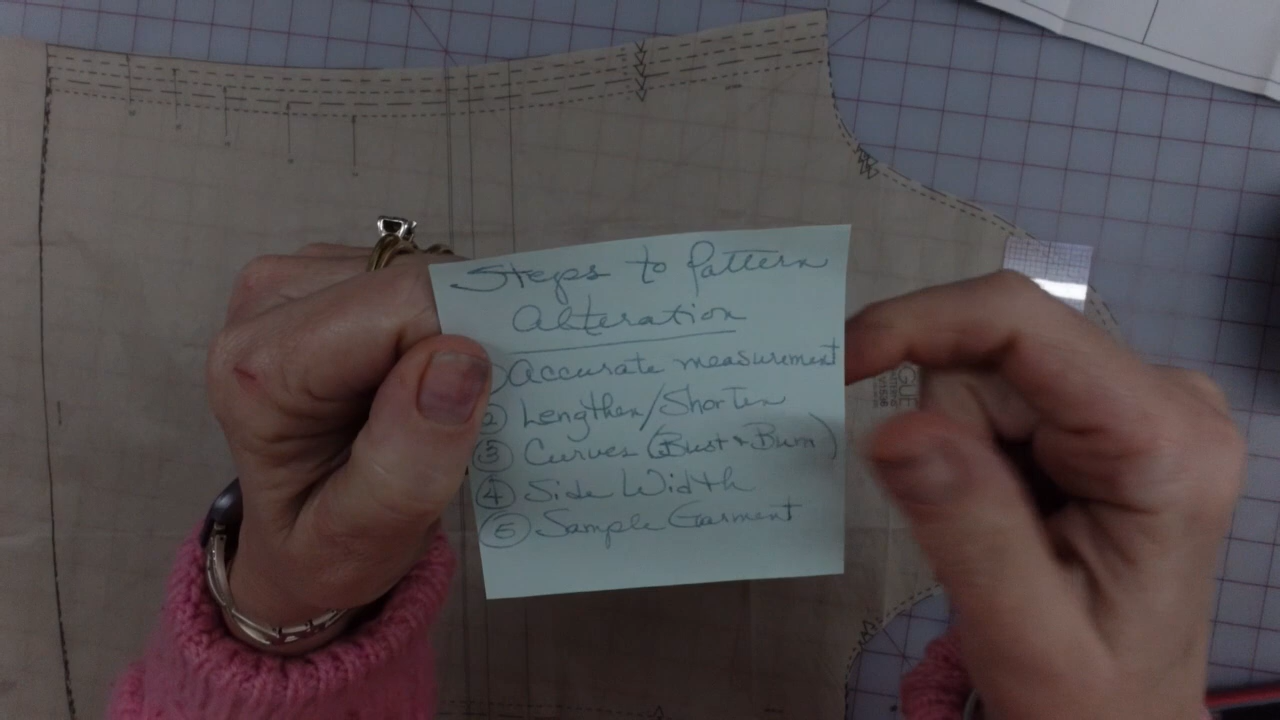 Steps to Pattern
Alteration
Accurate measurement
2 Lengthen/Shorten
3 Curves (Bust + Bum)
4 Side Width
5 Sample Garment